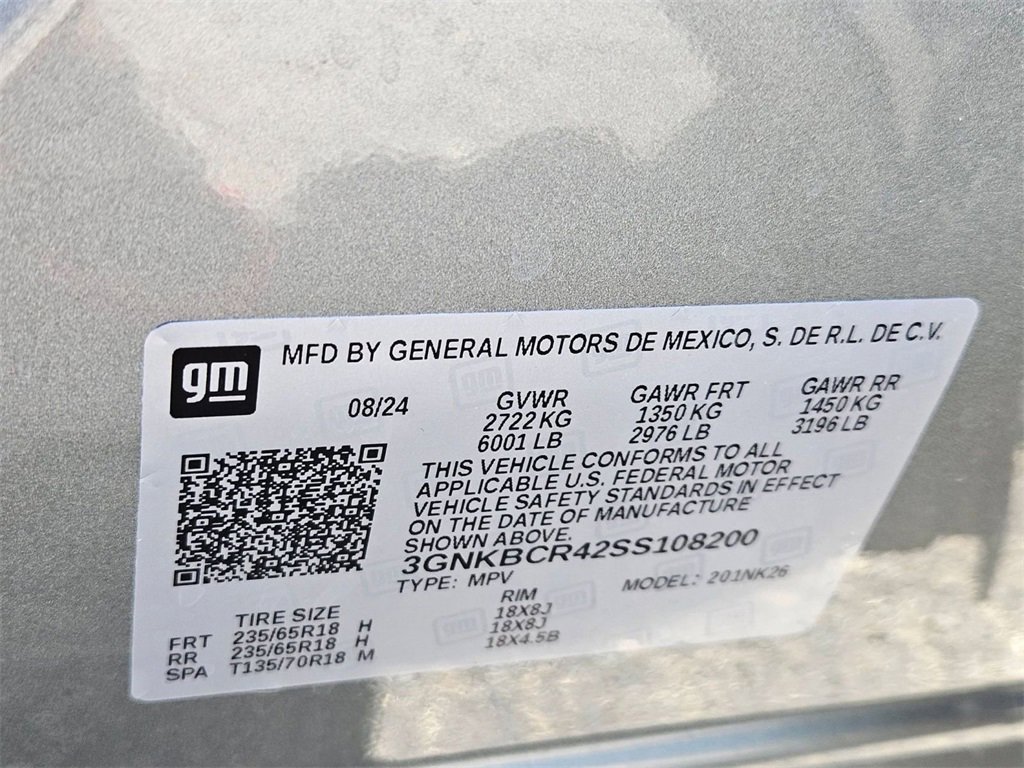 gm
MFD BY GENERAL MOTORS DE MEXICO, S. DE R.L. DE C.V.
08/24 GVWR GAWR FRT GAWR RR
2722 KG 1350 KG 1450 KG
6001 LB 2976 LB 3196 LB
THIS VEHICLE CONFORMS TO ALL
APPLICABLE U.S. FEDERAL MOTOR
VEHICLE SAFETY STANDARDS IN EFFECT
ON THE DATE OF MANUFACTURE
SHOWN ABOVE.
3GNKBCR42SS108200
TYPE: MPV MODEL: 201NK26
TIRE SIZE RIM
FRT 235/65R18 H 18X8J
RR 235/65R18 H 18X8J
SPA T135/70R18 M 18X4.5B